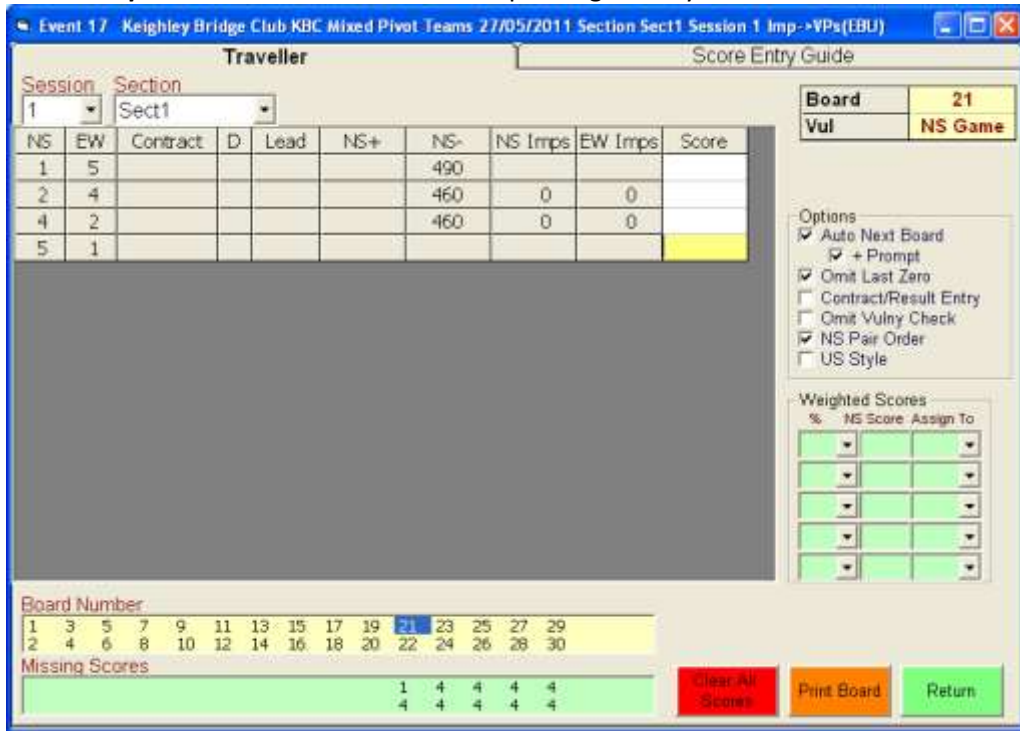 Event 17 Keighley Bridge Club KBC Mixed Pivot Teams 27/05/2011 Section Sect1 Session 1 Imp->VPs(EBU)
Traveller Score Entry Guide
Session Section
1 Sect1
Board 21
Vul NS Game
NS EW Contract D Lead NS+ NS- NS Imps EW Imps Score
1 5 490
2 4 460 0 0
4 2 460 0 0
5 1
Options
Auto Next Board
+ Prompt
Omit Last Zero
Contract/Result Entry
Omit Vulny Check
NS Pair Order
US Style
Weighted Scores
% NS Score Assign To
Board Number
1 3 5 7 9 11 13 15 17 19 21 23 25 27 29
2 4 6 8 10 12 14 16 18 20 22 24 26 28 30
Missing Scores
1 4 4 4 4
4 4 4 4 4
Clear All Scores
Print Board
Return